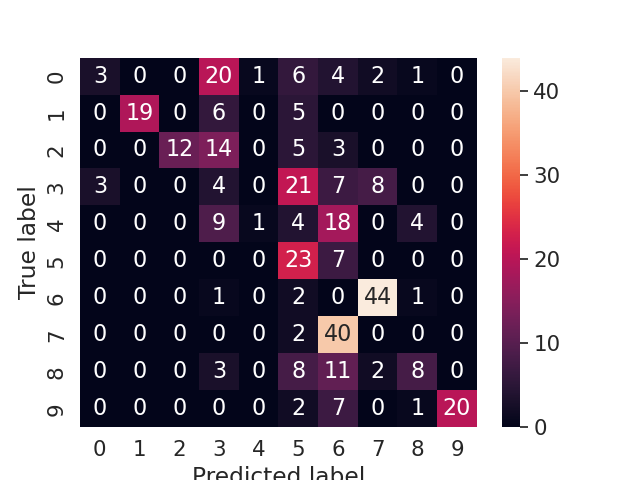 0 3 0 0 20 1 6 4 2 1 0
1 0 19 0 6 0 5 0 0 0 0
2 0 0 12 14 0 5 3 0 0 0
3 3 0 0 4 0 21 7 8 0 0
4 0 0 0 9 1 4 18 0 4 0
5 0 0 0 0 0 23 7 0 0 0
6 0 0 0 1 0 2 0 44 1 0
7 0 0 0 0 0 2 40 0 0 0
8 0 0 0 3 0 8 11 2 8 0
9 0 0 0 0 0 2 7 0 1 20
0 1 2 3 4 5 6 7 8 9
True label
Predicted label
40
30
20
10
0